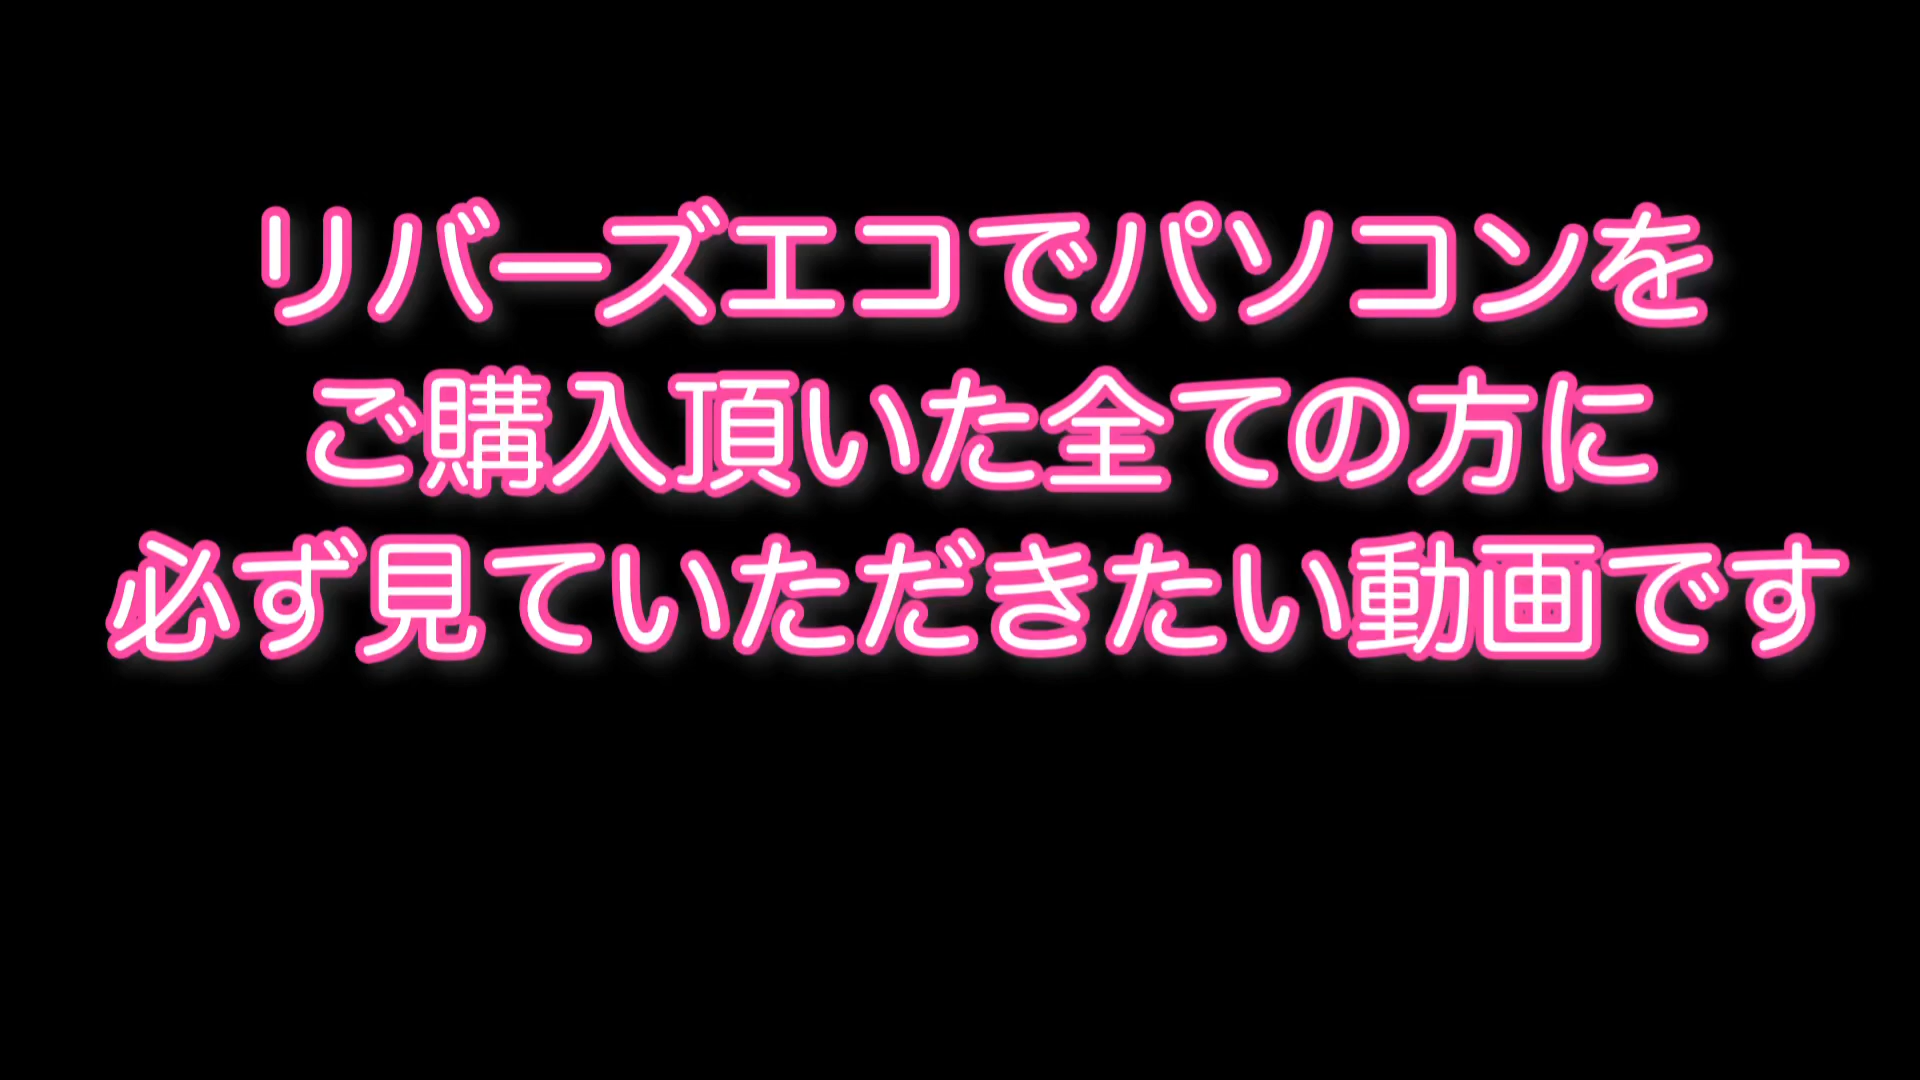 リバーズエコでパソコンを
ご購入頂いた全ての方に
必ず見ていただきたい動画です